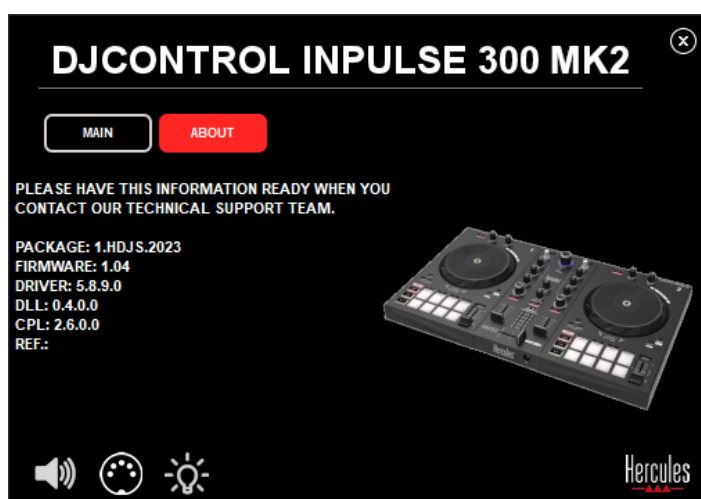 DJCONTROL INPULSE 300 MK2
MAIN
ABOUT
PLEASE HAVE THIS INFORMATION READY WHEN YOU
CONTACT OUR TECHNICAL SUPPORT TEAM.
PACKAGE: 1.HDJS.2023
FIRMWARE: 1.04
DRIVER: 5.8.9.0
DLL: 0.4.0.0
CPL: 2.6.0.0
REF.:
Hercules
Hercules